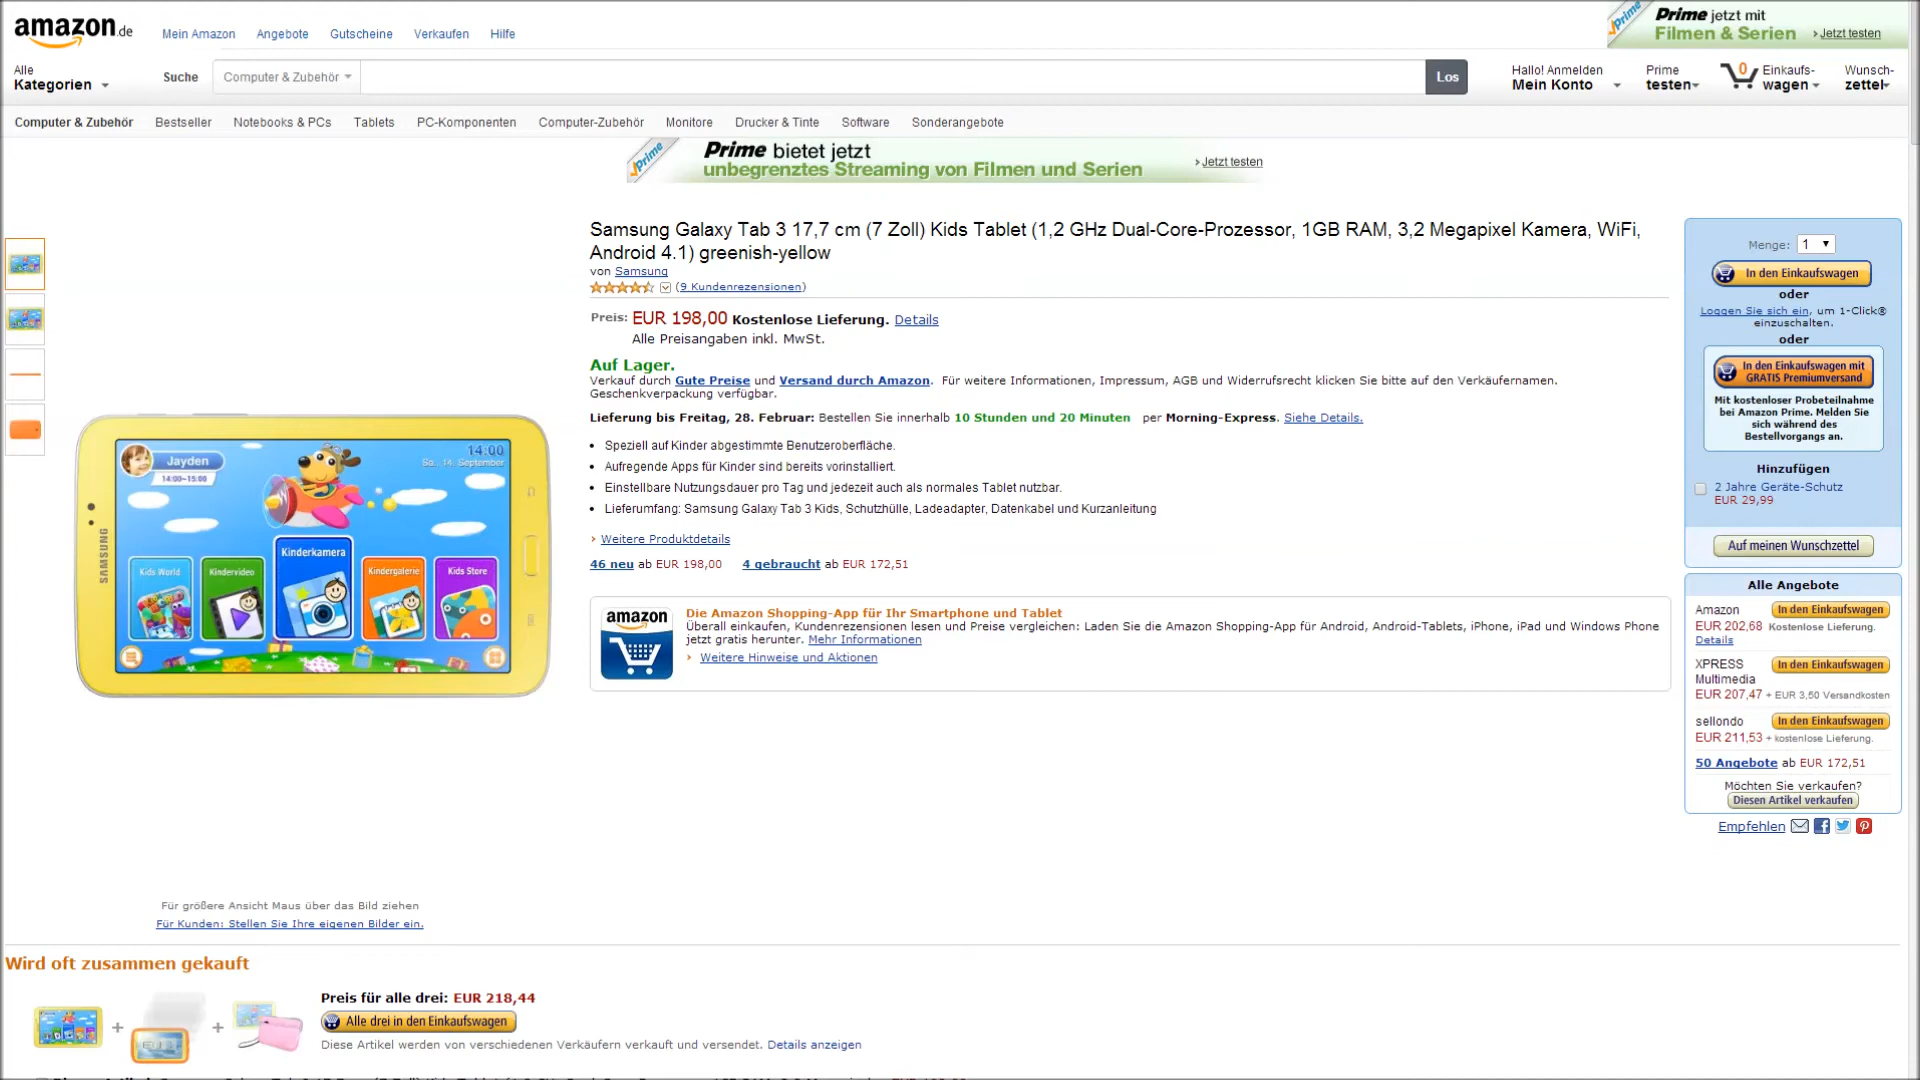 amazon.de
Mein Amazon Angebote Gutscheine Verkaufen Hilfe
Prime
Prime jetzt mit
Filmen & Serien
› Jetzt testen
Alle
Kategorien
Suche
Computer & Zubehör
Los
Hallo! Anmelden
Mein Konto
Prime
testen
0
Einkaufs-
wagen
Wunsch-
zettel
Computer & Zubehör Bestseller Notebooks & PCs Tablets PC-Komponenten Computer-Zubehör Monitore Drucker & Tinte Software Sonderangebote
Prime
Prime bietet jetzt
unbegrenztes Streaming von Filmen und Serien
› Jetzt testen
Samsung Galaxy Tab 3 17,7 cm (7 Zoll) Kids Tablet (1,2 GHz Dual-Core-Prozessor, 1GB RAM, 3,2 Megapixel Kamera, WiFi,
Android 4.1) greenish-yellow
von Samsung
(9 Kundenrezensionen)
Preis: EUR 198,00 Kostenlose Lieferung. Details
Alle Preisangaben inkl. MwSt.
Auf Lager.
Verkauf durch Gute Preise und Versand durch Amazon. Für weitere Informationen, Impressum, AGB und Widerrufsrecht klicken Sie bitte auf den Verkäufernamen.
Geschenkverpackung verfügbar.
Lieferung bis Freitag, 28. Februar: Bestellen Sie innerhalb 10 Stunden und 20 Minuten per Morning-Express. Siehe Details.
• Speziell auf Kinder abgestimmte Benutzeroberfläche.
• Aufregende Apps für Kinder sind bereits vorinstalliert.
• Einstellbare Nutzungsdauer pro Tag und jedezeit auch als normales Tablet nutzbar.
• Lieferumfang: Samsung Galaxy Tab 3 Kids, Schutzhülle, Ladeadapter, Datenkabel und Kurzanleitung
› Weitere Produktdetails
46 neu ab EUR 198,00 4 gebraucht ab EUR 172,51
amazon
Die Amazon Shopping-App für Ihr Smartphone und Tablet
Überall einkaufen, Kundenrezensionen lesen und Preise vergleichen: Laden Sie die Amazon Shopping-App für Android, Android-Tablets, iPhone, iPad und Windows Phone
jetzt gratis herunter. Mehr Informationen
› Weitere Hinweise und Aktionen
SAMSUNG
Jayden
14:00~15:00
14:00
Sa., 14. September
Kids World
Kindervideo
Kinderkamera
Kindergalerie
Kids Store
Für größere Ansicht Maus über das Bild ziehen
Für Kunden: Stellen Sie Ihre eigenen Bilder ein.
Menge: 1
In den Einkaufswagen
oder
Loggen Sie sich ein, um 1-Click®
einzuschalten.
oder
In den Einkaufswagen mit
GRATIS Premiumversand
Mit kostenloser Probeteilnahme
bei Amazon Prime. Melden Sie
sich während des
Bestellvorgangs an.
Hinzufügen
2 Jahre Geräte-Schutz
EUR 29,99
Auf meinen Wunschzettel
Alle Angebote
Amazon
In den Einkaufswagen
EUR 202,68 Kostenlose Lieferung.
Details
XPRESS
Multimedia
In den Einkaufswagen
EUR 207,47 + EUR 3,50 Versandkosten
sellondo
In den Einkaufswagen
EUR 211,53 + kostenlose Lieferung.
50 Angebote ab EUR 172,51
Möchten Sie verkaufen?
Diesen Artikel verkaufen
Empfehlen
Wird oft zusammen gekauft
+ +
Preis für alle drei: EUR 218,44
Alle drei in den Einkaufswagen
Diese Artikel werden von verschiedenen Verkäufern verkauft und versendet. Details anzeigen